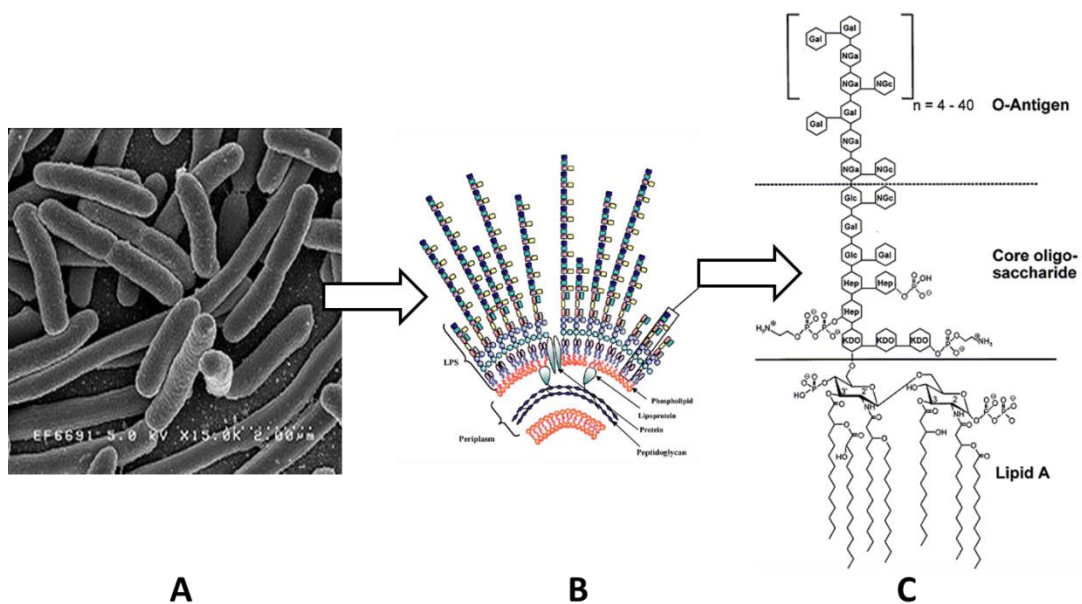 EF6691 5.0 kV X15.0K 2.00µm
A
LPS
Periplasm
Phospholipid
Lipoprotein
Protein
Peptidoglycan
B
Gal
Gal
NGa
NGa NGc
n = 4 - 40
O-Antigen
Gal
Gal
NGa
NGa NGc
Glc NGc
Gal
Glc Gal
Core oligo-
saccharide
Hep Hep
Hep
KDO KDO KDO
Lipid A
C